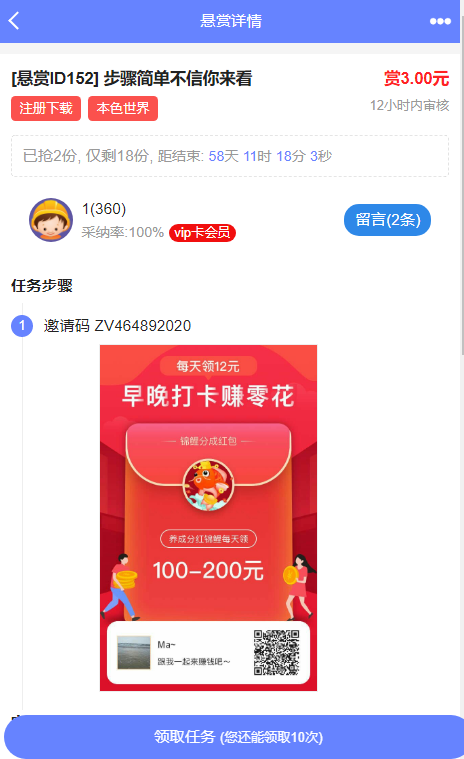 悬赏详情
[悬赏ID152] 步骤简单不信你来看
赏3.00元
注册下载 本色世界
12小时内审核
已抢2份, 仅剩18份, 距结束: 58天 11时 18分 3秒
1(360)
采纳率:100% vip卡会员
留言(2条)
任务步骤
1 邀请码 ZV464892020
每天领12元
早晚打卡赚零花
锦鲤分成红包
养成分红锦鲤每天领
100-200元
Ma~
跟我一起来赚钱吧~
领取任务 (您还能领取10次)